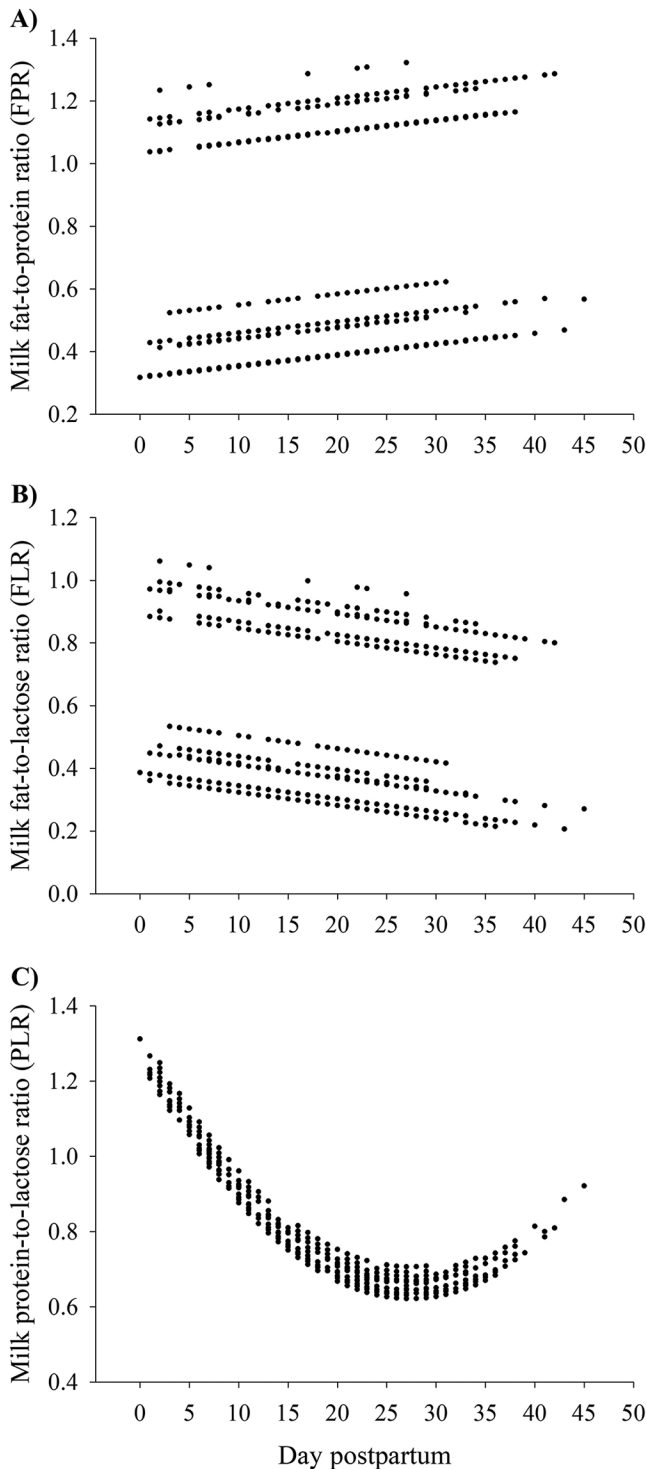 A)
Milk fat-to-protein ratio (FPR)
1.4
1.2
1.0
0.8
0.6
0.4
0.2
0 5 10 15 20 25 30 35 40 45 50
B)
Milk fat-to-lactose ratio (FLR)
1.2
1.0
0.8
0.6
0.4
0.2
0.0
0 5 10 15 20 25 30 35 40 45 50
C)
Milk protein-to-lactose ratio (PLR)
1.4
1.2
1.0
0.8
0.6
0.4
0 5 10 15 20 25 30 35 40 45 50
Day postpartum